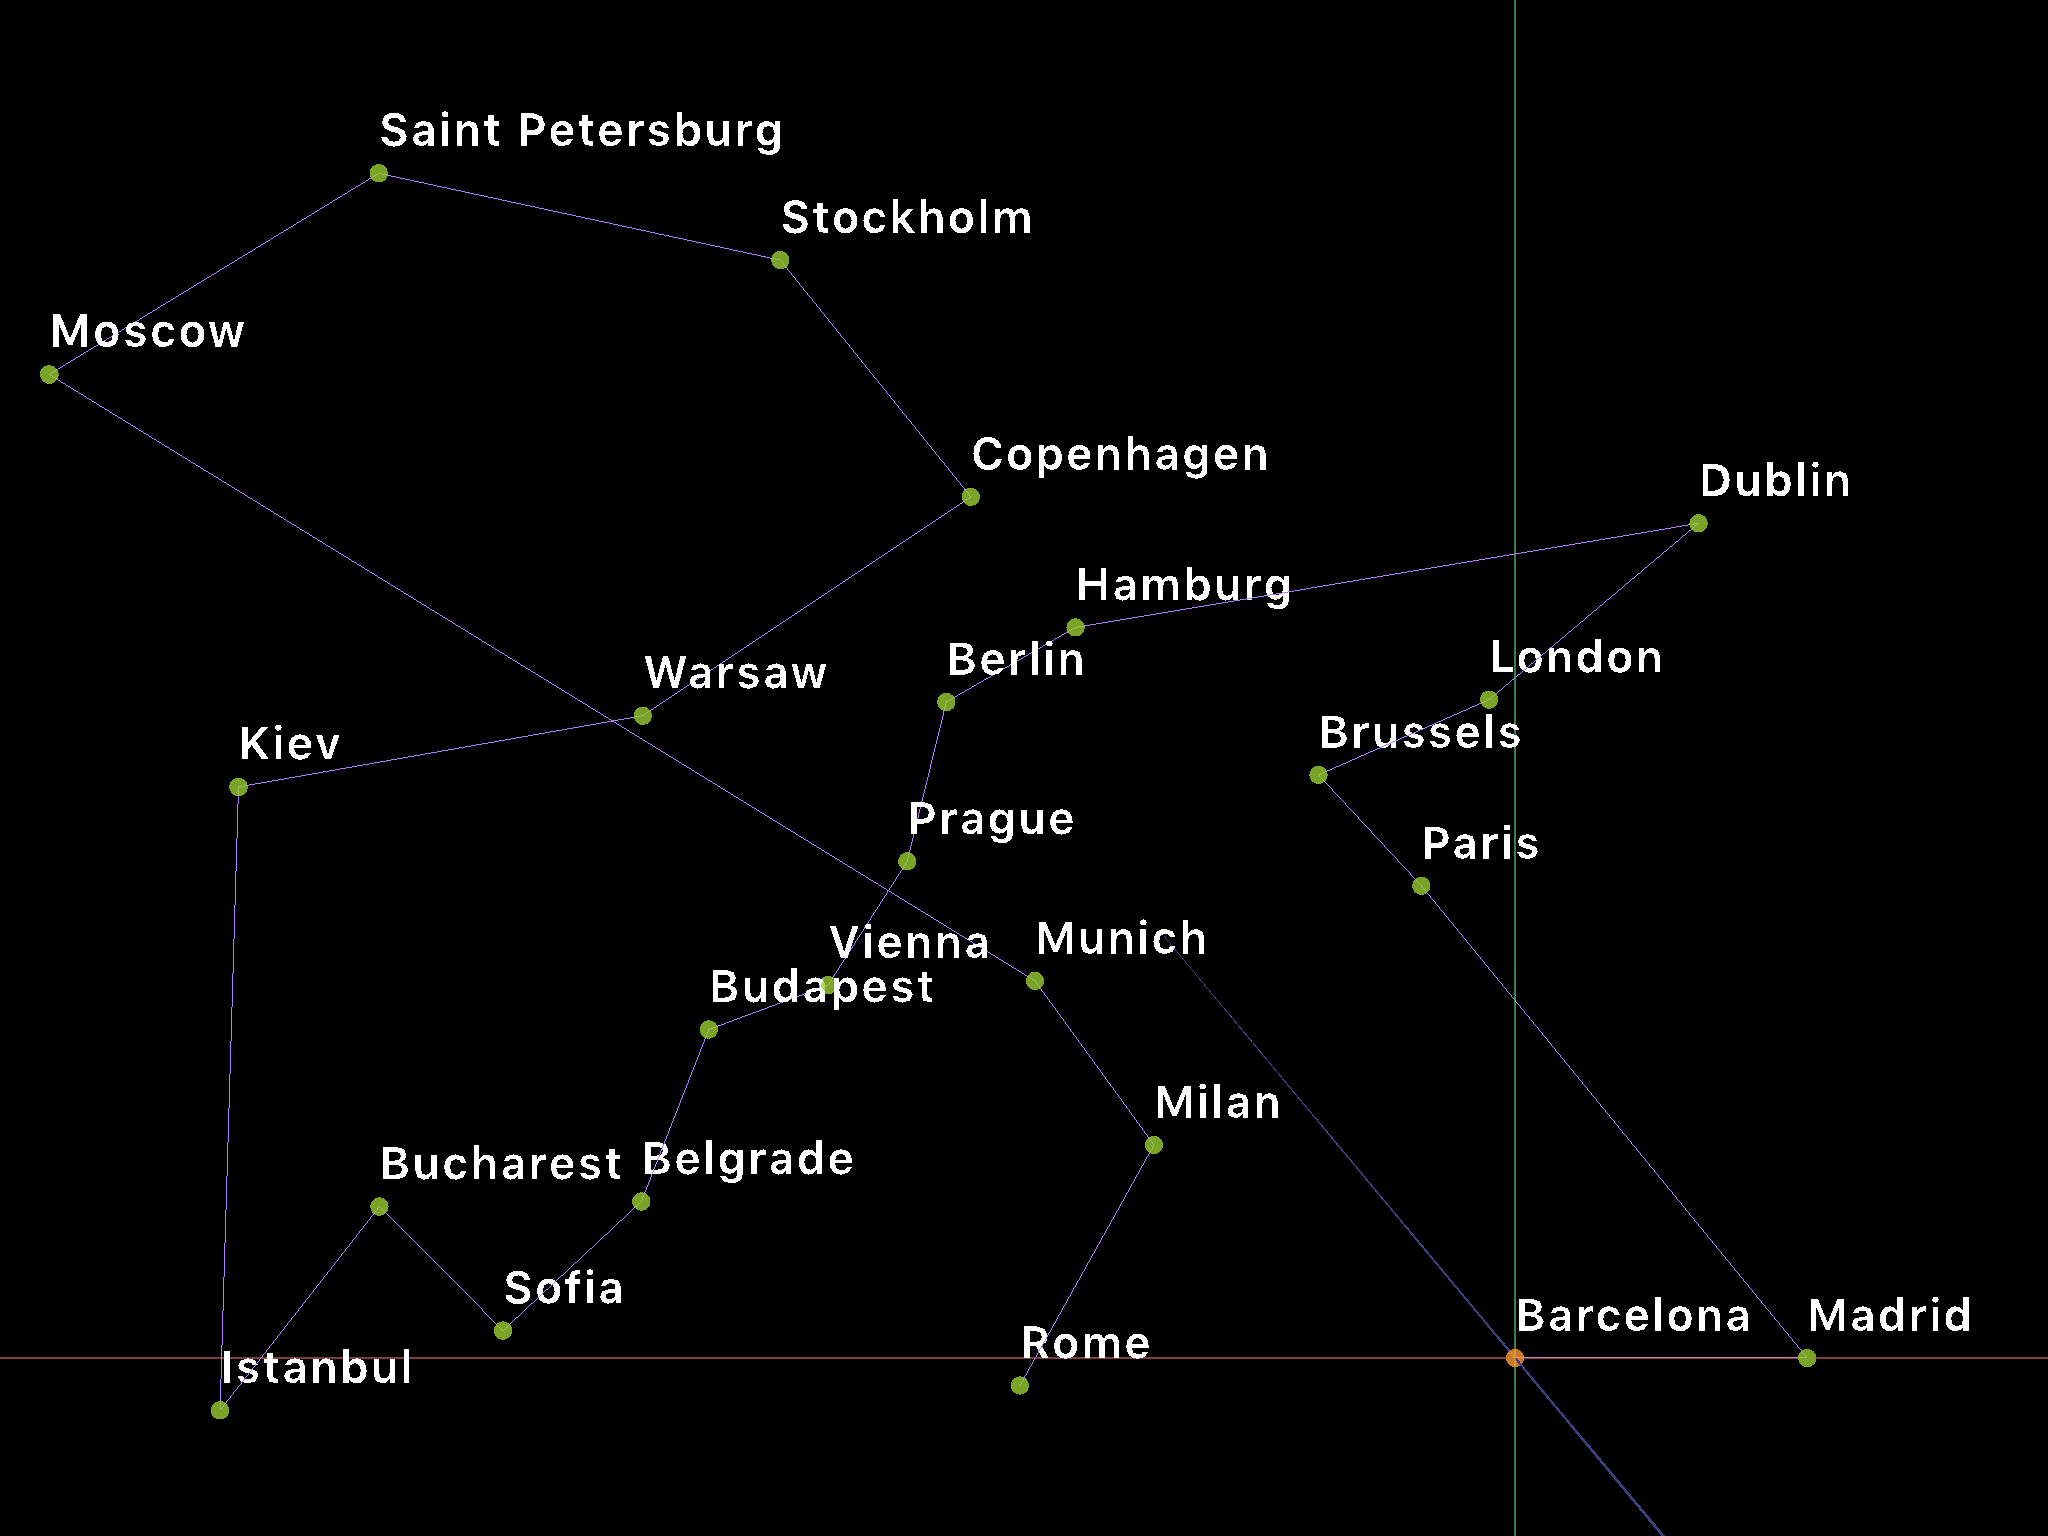 Saint Petersburg
Stockholm
Moscow
Copenhagen
Dublin
Hamburg
Berlin
London
Warsaw
Brussels
Kiev
Prague
Paris
Vienna
Munich
Budapest
Milan
Bucharest
Belgrade
Sofia
Barcelona
Madrid
Rome
Istanbul